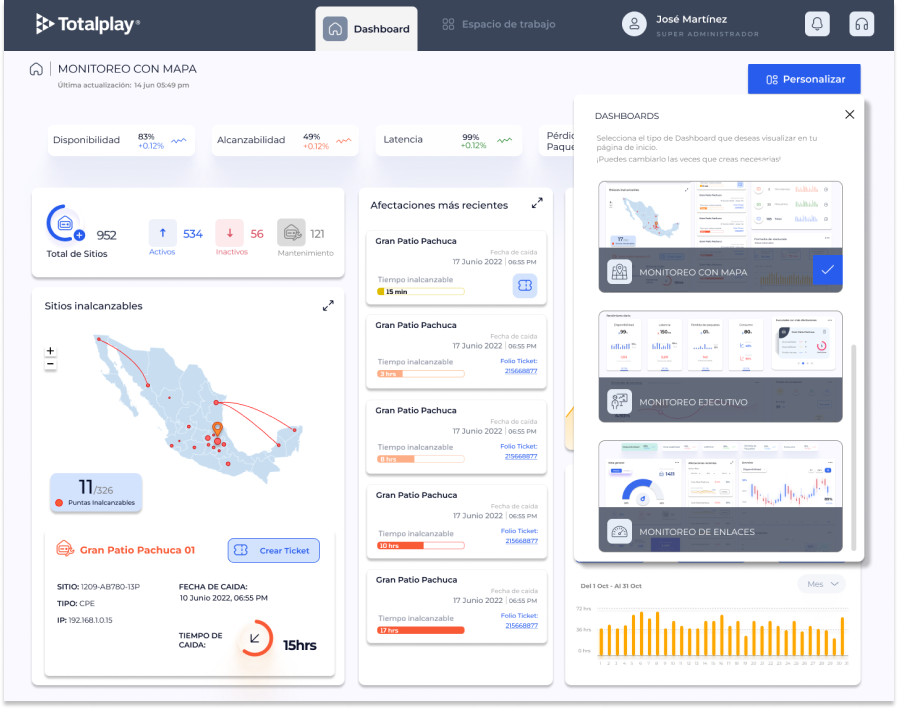 Totalplay
Dashboard
Espacio de trabajo
José Martínez
SUPER ADMINISTRADOR
MONITOREO CON MAPA
Última actualización: 14 jun 05:49 pm
Personalizar
Disponibilidad
83%
+0.12%
Alcanzabilidad
49%
+0.12%
Latencia
99%
+0.12%
Pérdic
Paque
952
Total de Sitios
534
Activos
56
Inactivos
121
Mantenimiento
Sitios inalcanzables
+
−
11/326
Puntas Inalcanzables
Gran Patio Pachuca 01
Crear Ticket
SITIO: 1209-AB780-13P
TIPO: CPE
IP: 192.168.1.0.15
FECHA DE CAIDA:
10 Junio 2022, 06:55 PM
TIEMPO DE
CAIDA:
15hrs
Afectaciones más recientes
Gran Patio Pachuca
Fecha de caida
17 Junio 2022 | 06:55 PM
Tiempo inalcanzable
15 min
Gran Patio Pachuca
Fecha de caida
17 Junio 2022 | 06:55 PM
Tiempo inalcanzable
3 hrs
Folio Ticket:
215668877
Gran Patio Pachuca
Fecha de caida
17 Junio 2022 | 06:55 PM
Tiempo inalcanzable
8 hrs
Folio Ticket:
215668877
Gran Patio Pachuca
Fecha de caida
17 Junio 2022 | 06:55 PM
Tiempo inalcanzable
10 hrs
Folio Ticket:
215668877
Gran Patio Pachuca
Fecha de caida
17 Junio 2022 | 06:55 PM
Tiempo inalcanzable
17 hrs
Folio Ticket:
215668877
DASHBOARDS
Selecciona el tipo de Dashboard que deseas visualizar en tu
página de inicio.
¡Puedes cambiarlo las veces que creas necesarias!
MONITOREO CON MAPA
MONITOREO EJECUTIVO
MONITOREO DE ENLACES
Del 1 Oct - Al 31 Oct
Mes
72 hrs
0 hrs